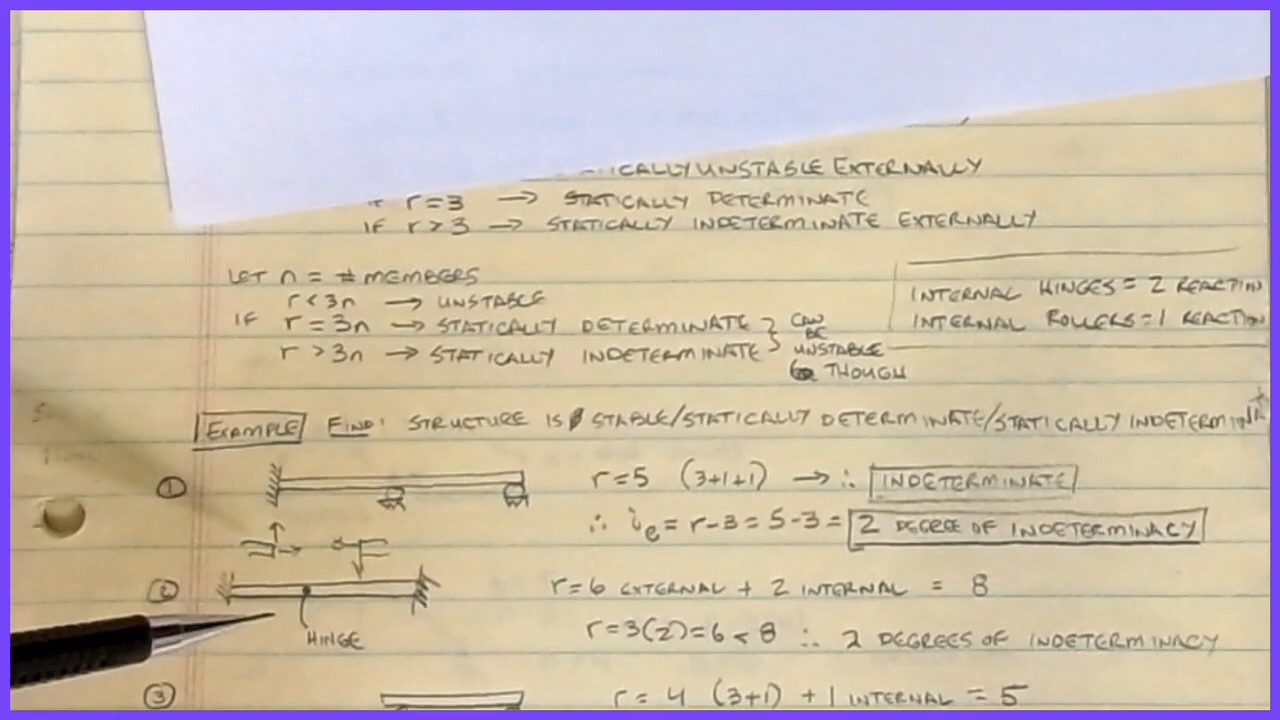 UNSTABLE EXTERNALLY
r=3 → STATICALLY DETERMINATE
IF r>3 → STATICALLY INDETERMINATE EXTERNALLY
LET n = # MEMBERS
r<3n → UNSTABLE
IF r=3n → STATICALLY DETERMINATE } CAN BE
r>3n → STATICALLY INDETERMINATE UNSTABLE
THOUGH
INTERNAL HINGES = 2 REACTION
INTERNAL ROLLERS = 1 REACTION
EXAMPLE FIND: STRUCTURE IS STABLE/STATICALLY DETERMINATE/STATICALLY INDETERMINAT
① r=5 (3+1+1) → ∴ INDETERMINATE
∴ ie = r-3 = 5-3 = 2 DEGREE OF INDETERMINACY
② r=6 EXTERNAL + 2 INTERNAL = 8
HINGE r=3(2)=6<8 ∴ 2 DEGREES OF INDETERMINACY
③ r=4 (3+1) + 1 INTERNAL = 5